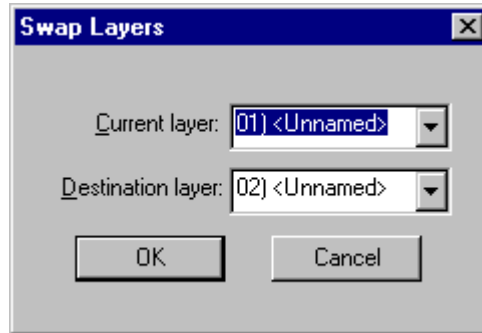 Swap Layers
Current layer: 01) <Unnamed>
Destination layer: 02) <Unnamed>
OK Cancel